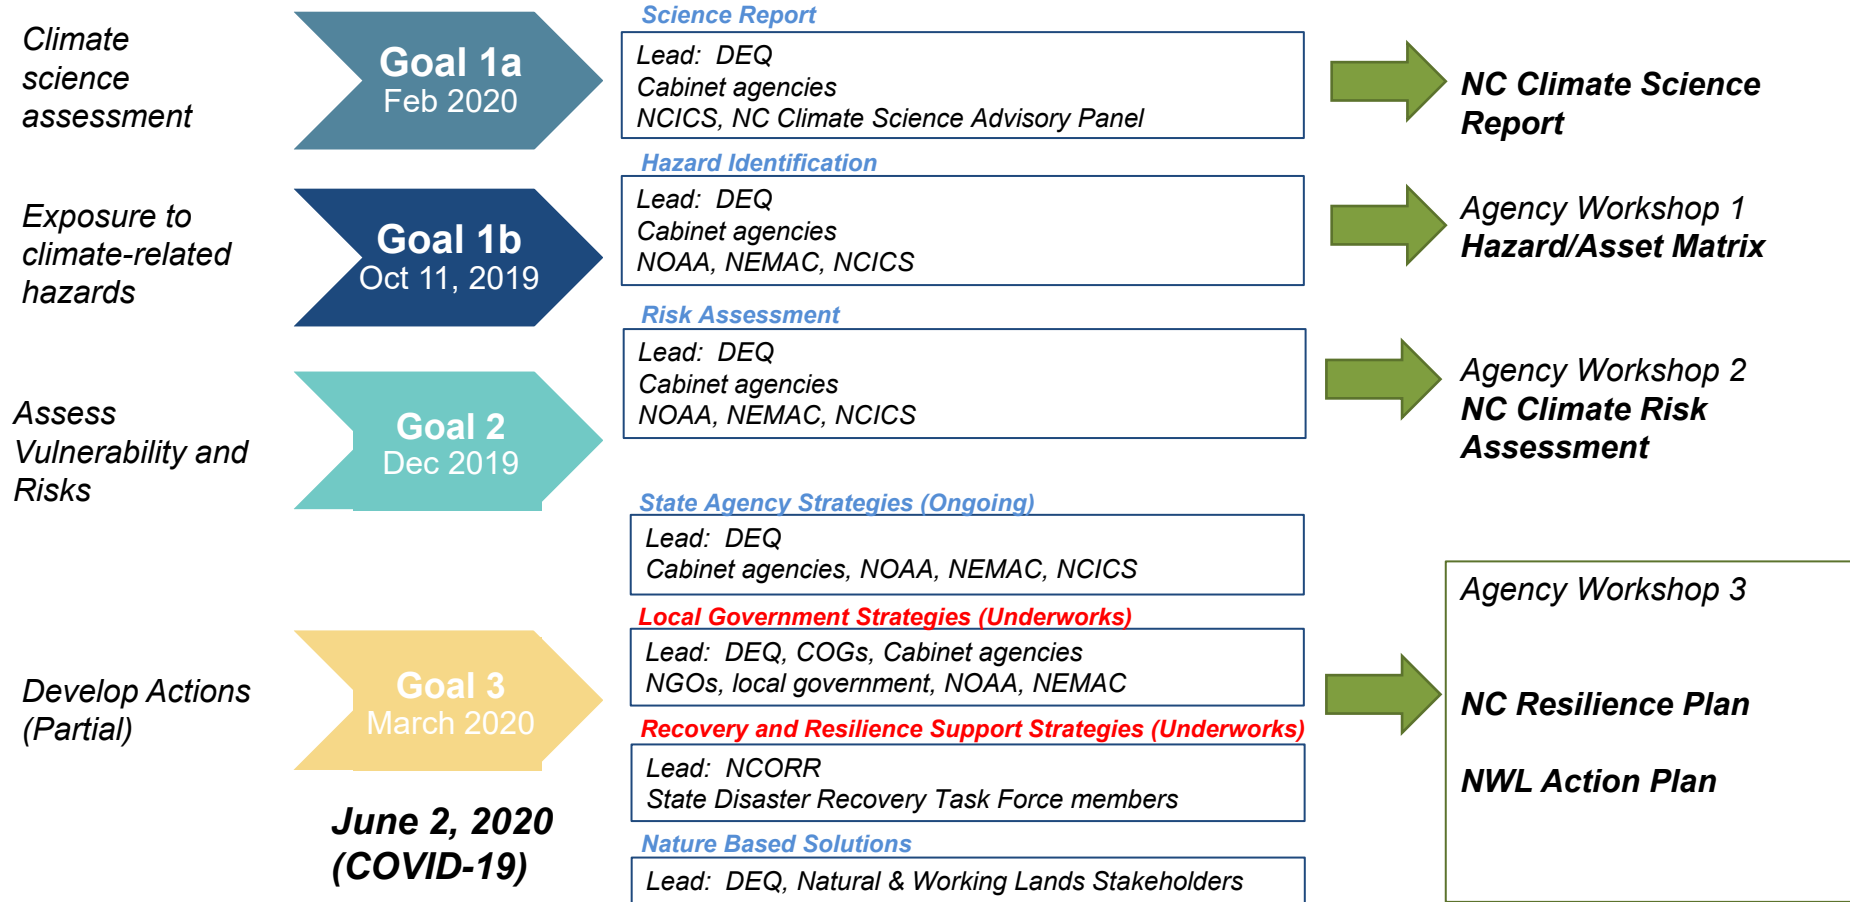 Climate
science
assessment
Goal 1a
Feb 2020
Science Report
Lead:  DEQ
Cabinet agencies
NCICS, NC Climate Science Advisory Panel
NC Climate Science
Report
Exposure to
climate-related
hazards
Goal 1b
Oct 11, 2019
Hazard Identification
Lead:  DEQ
Cabinet agencies
NOAA, NEMAC, NCICS
Agency Workshop 1
Hazard/Asset Matrix
Assess
Vulnerability and
Risks
Goal 2
Dec 2019
Risk Assessment
Lead:  DEQ
Cabinet agencies
NOAA, NEMAC, NCICS
Agency Workshop 2
NC Climate Risk
Assessment
Develop Actions
(Partial)
Goal 3
March 2020
June 2, 2020
(COVID-19)
State Agency Strategies (Ongoing)
Lead:  DEQ
Cabinet agencies, NOAA, NEMAC, NCICS
Local Government Strategies (Underworks)
Lead:  DEQ, COGs, Cabinet agencies
NGOs, local government, NOAA, NEMAC
Recovery and Resilience Support Strategies (Underworks)
Lead:  NCORR
State Disaster Recovery Task Force members
Nature Based Solutions
Lead:  DEQ, Natural & Working Lands Stakeholders
Agency Workshop 3
NC Resilience Plan
NWL Action Plan